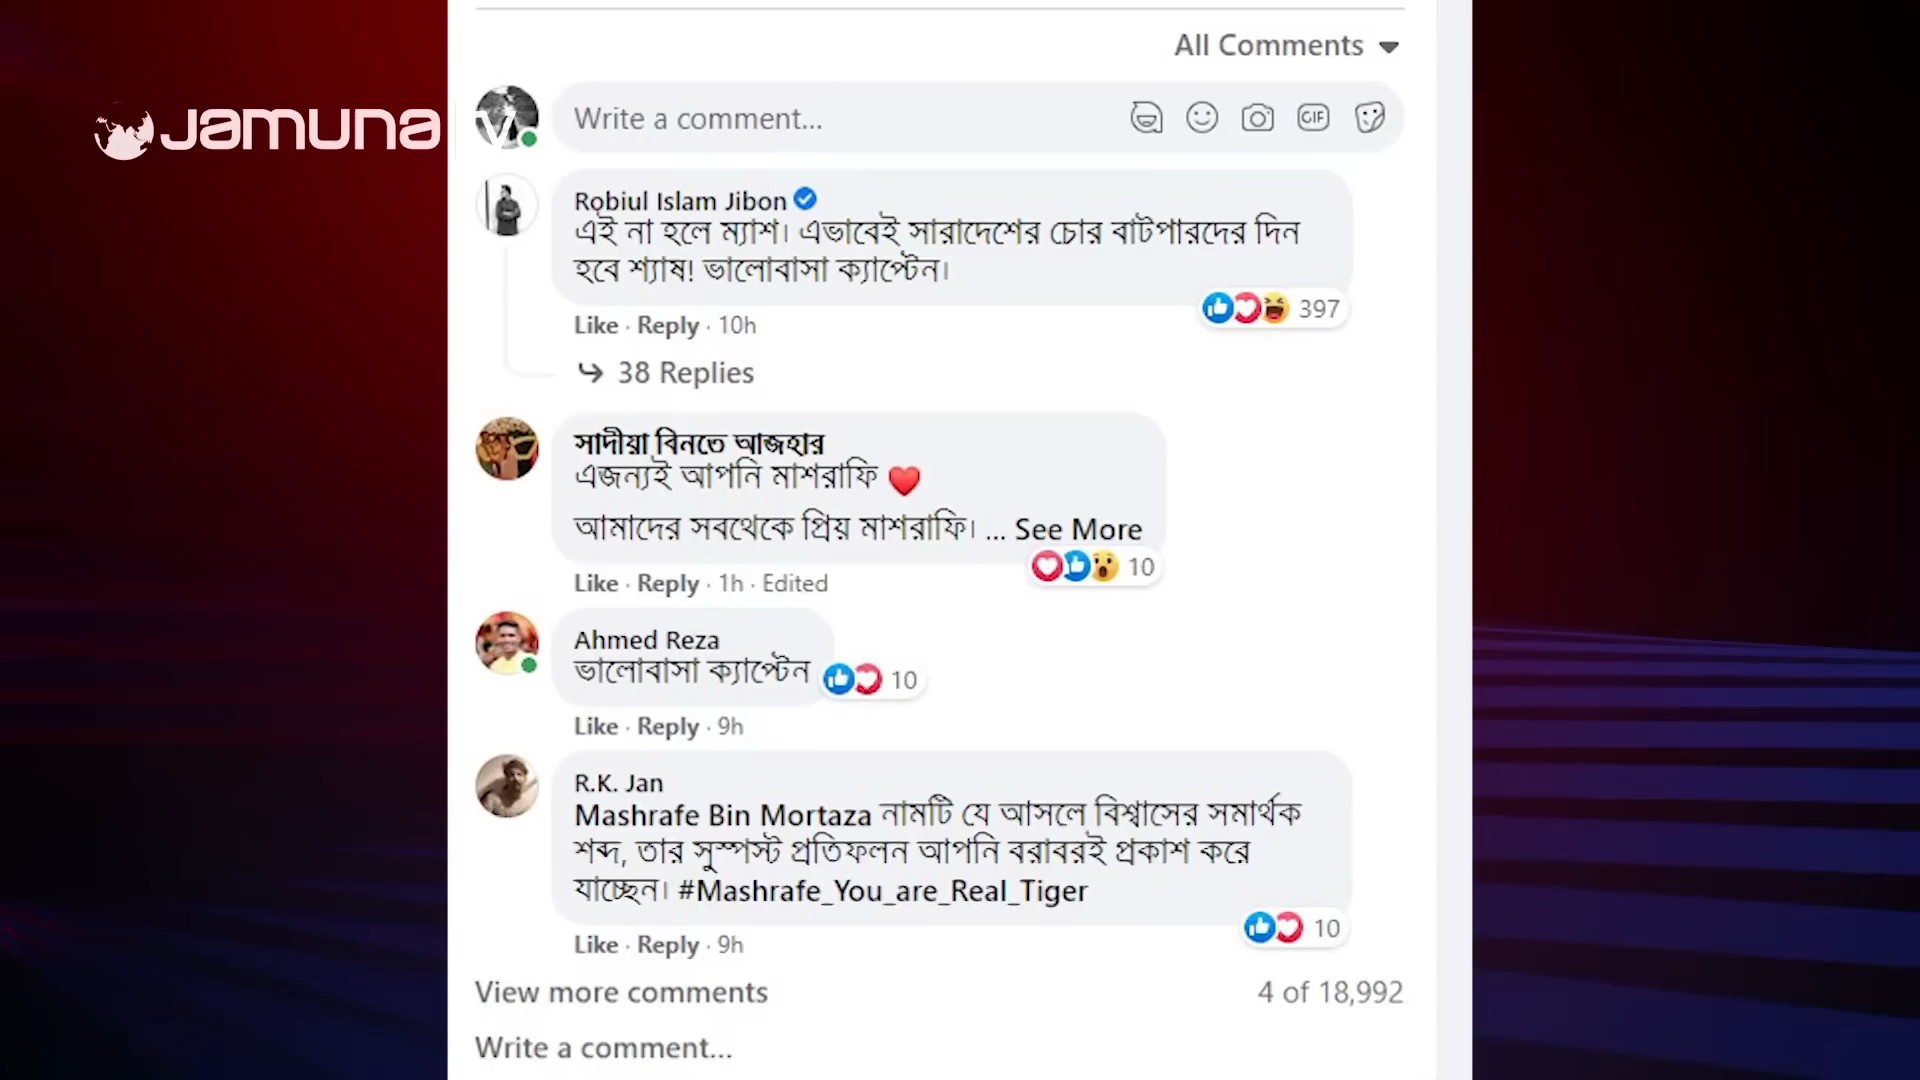 All Comments
JAMUNA tv
Write a comment...
GIF
Robiul Islam Jibon
এই না হলে ম্যাশ। এভাবেই সারাদেশের চোর বাটপারদের দিন
হবে শ্যাষ! ভালোবাসা ক্যাপ্টেন।
397
Like · Reply · 10h
38 Replies
সাদীয়া বিনতে আজহার
এজন্যই আপনি মাশরাফি ❤️
আমাদের সবথেকে প্রিয় মাশরাফি। ... See More
10
Like · Reply · 1h · Edited
Ahmed Reza
ভালোবাসা ক্যাপ্টেন
10
Like · Reply · 9h
R.K. Jan
Mashrafe Bin Mortaza নামটি যে আসলে বিশ্বাসের সমার্থক
শব্দ, তার সুস্পস্ট প্রতিফলন আপনি বরাবরই প্রকাশ করে
যাচ্ছেন। #Mashrafe_You_are_Real_Tiger
10
Like · Reply · 9h
View more comments
4 of 18,992
Write a comment...